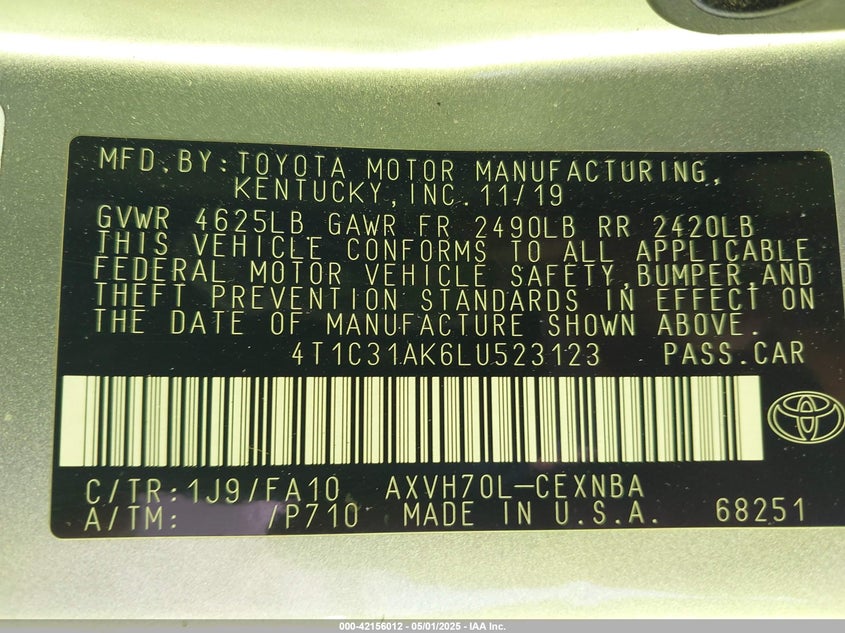 MFD.BY:TOYOTA MOTOR MANUFACTURING,
KENTUCKY,INC.11/19
GVWR 4625LB GAWR FR 2490LB RR 2420LB
THIS VEHICLE CONFORMS TO ALL APPLICABLE
FEDERAL MOTOR VEHICLE SAFETY,BUMPER,AND
THEFT PREVENTION STANDARDS IN EFFECT ON
THE DATE OF MANUFACTURE SHOWN ABOVE.
4T1C31AK6LU523123 PASS.CAR
C/TR:1J9/FA10 AXVH70L-CEXNBA
A/TM: /P710 MADE IN U.S.A. 68251
000-42156012 - 05/01/2025 - IAA Inc.